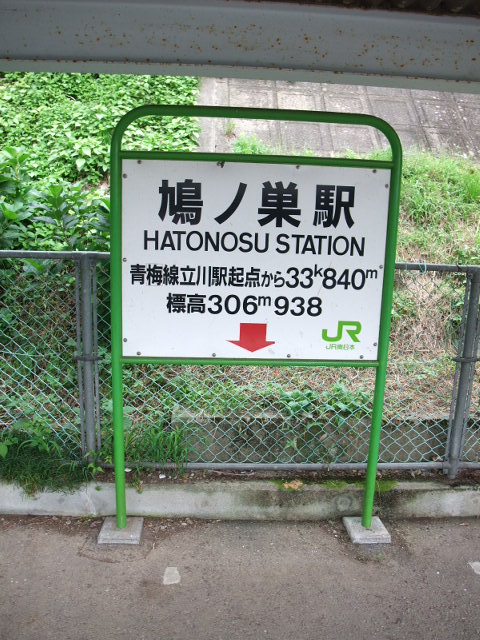 鳩ノ巣駅
HATONOSU STATION
青梅線立川駅起点から33ᵏ840ᵐ
標高306ᵐ938
JR
JR東日本